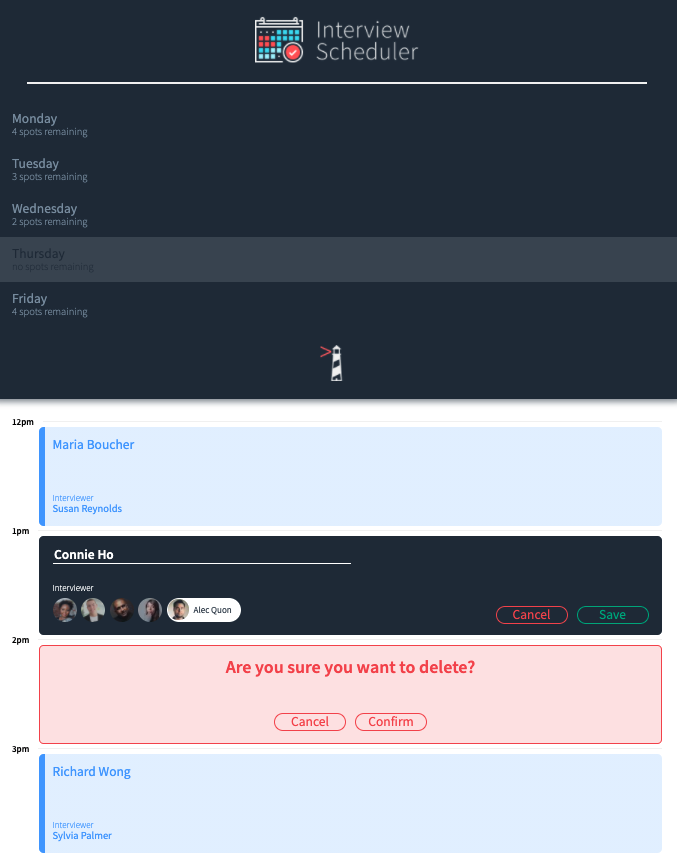 Interview
Scheduler
Monday
4 spots remaining
Tuesday
3 spots remaining
Wednesday
2 spots remaining
Thursday
no spots remaining
Friday
4 spots remaining
12pm
Maria Boucher
Interviewer
Susan Reynolds
1pm
Connie Ho
Interviewer
Alec Quon
Cancel Save
2pm
Are you sure you want to delete?
Cancel Confirm
3pm
Richard Wong
Interviewer
Sylvia Palmer